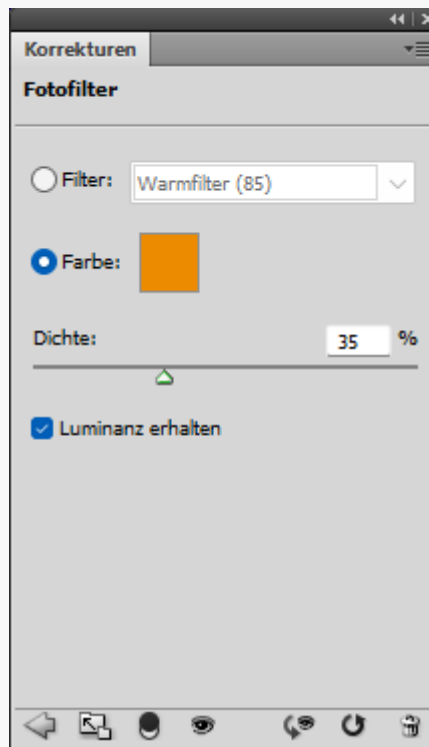 Korrekturen
Fotofilter
Filter: Warmfilter (85)
Farbe:
Dichte: 35 %
Luminanz erhalten